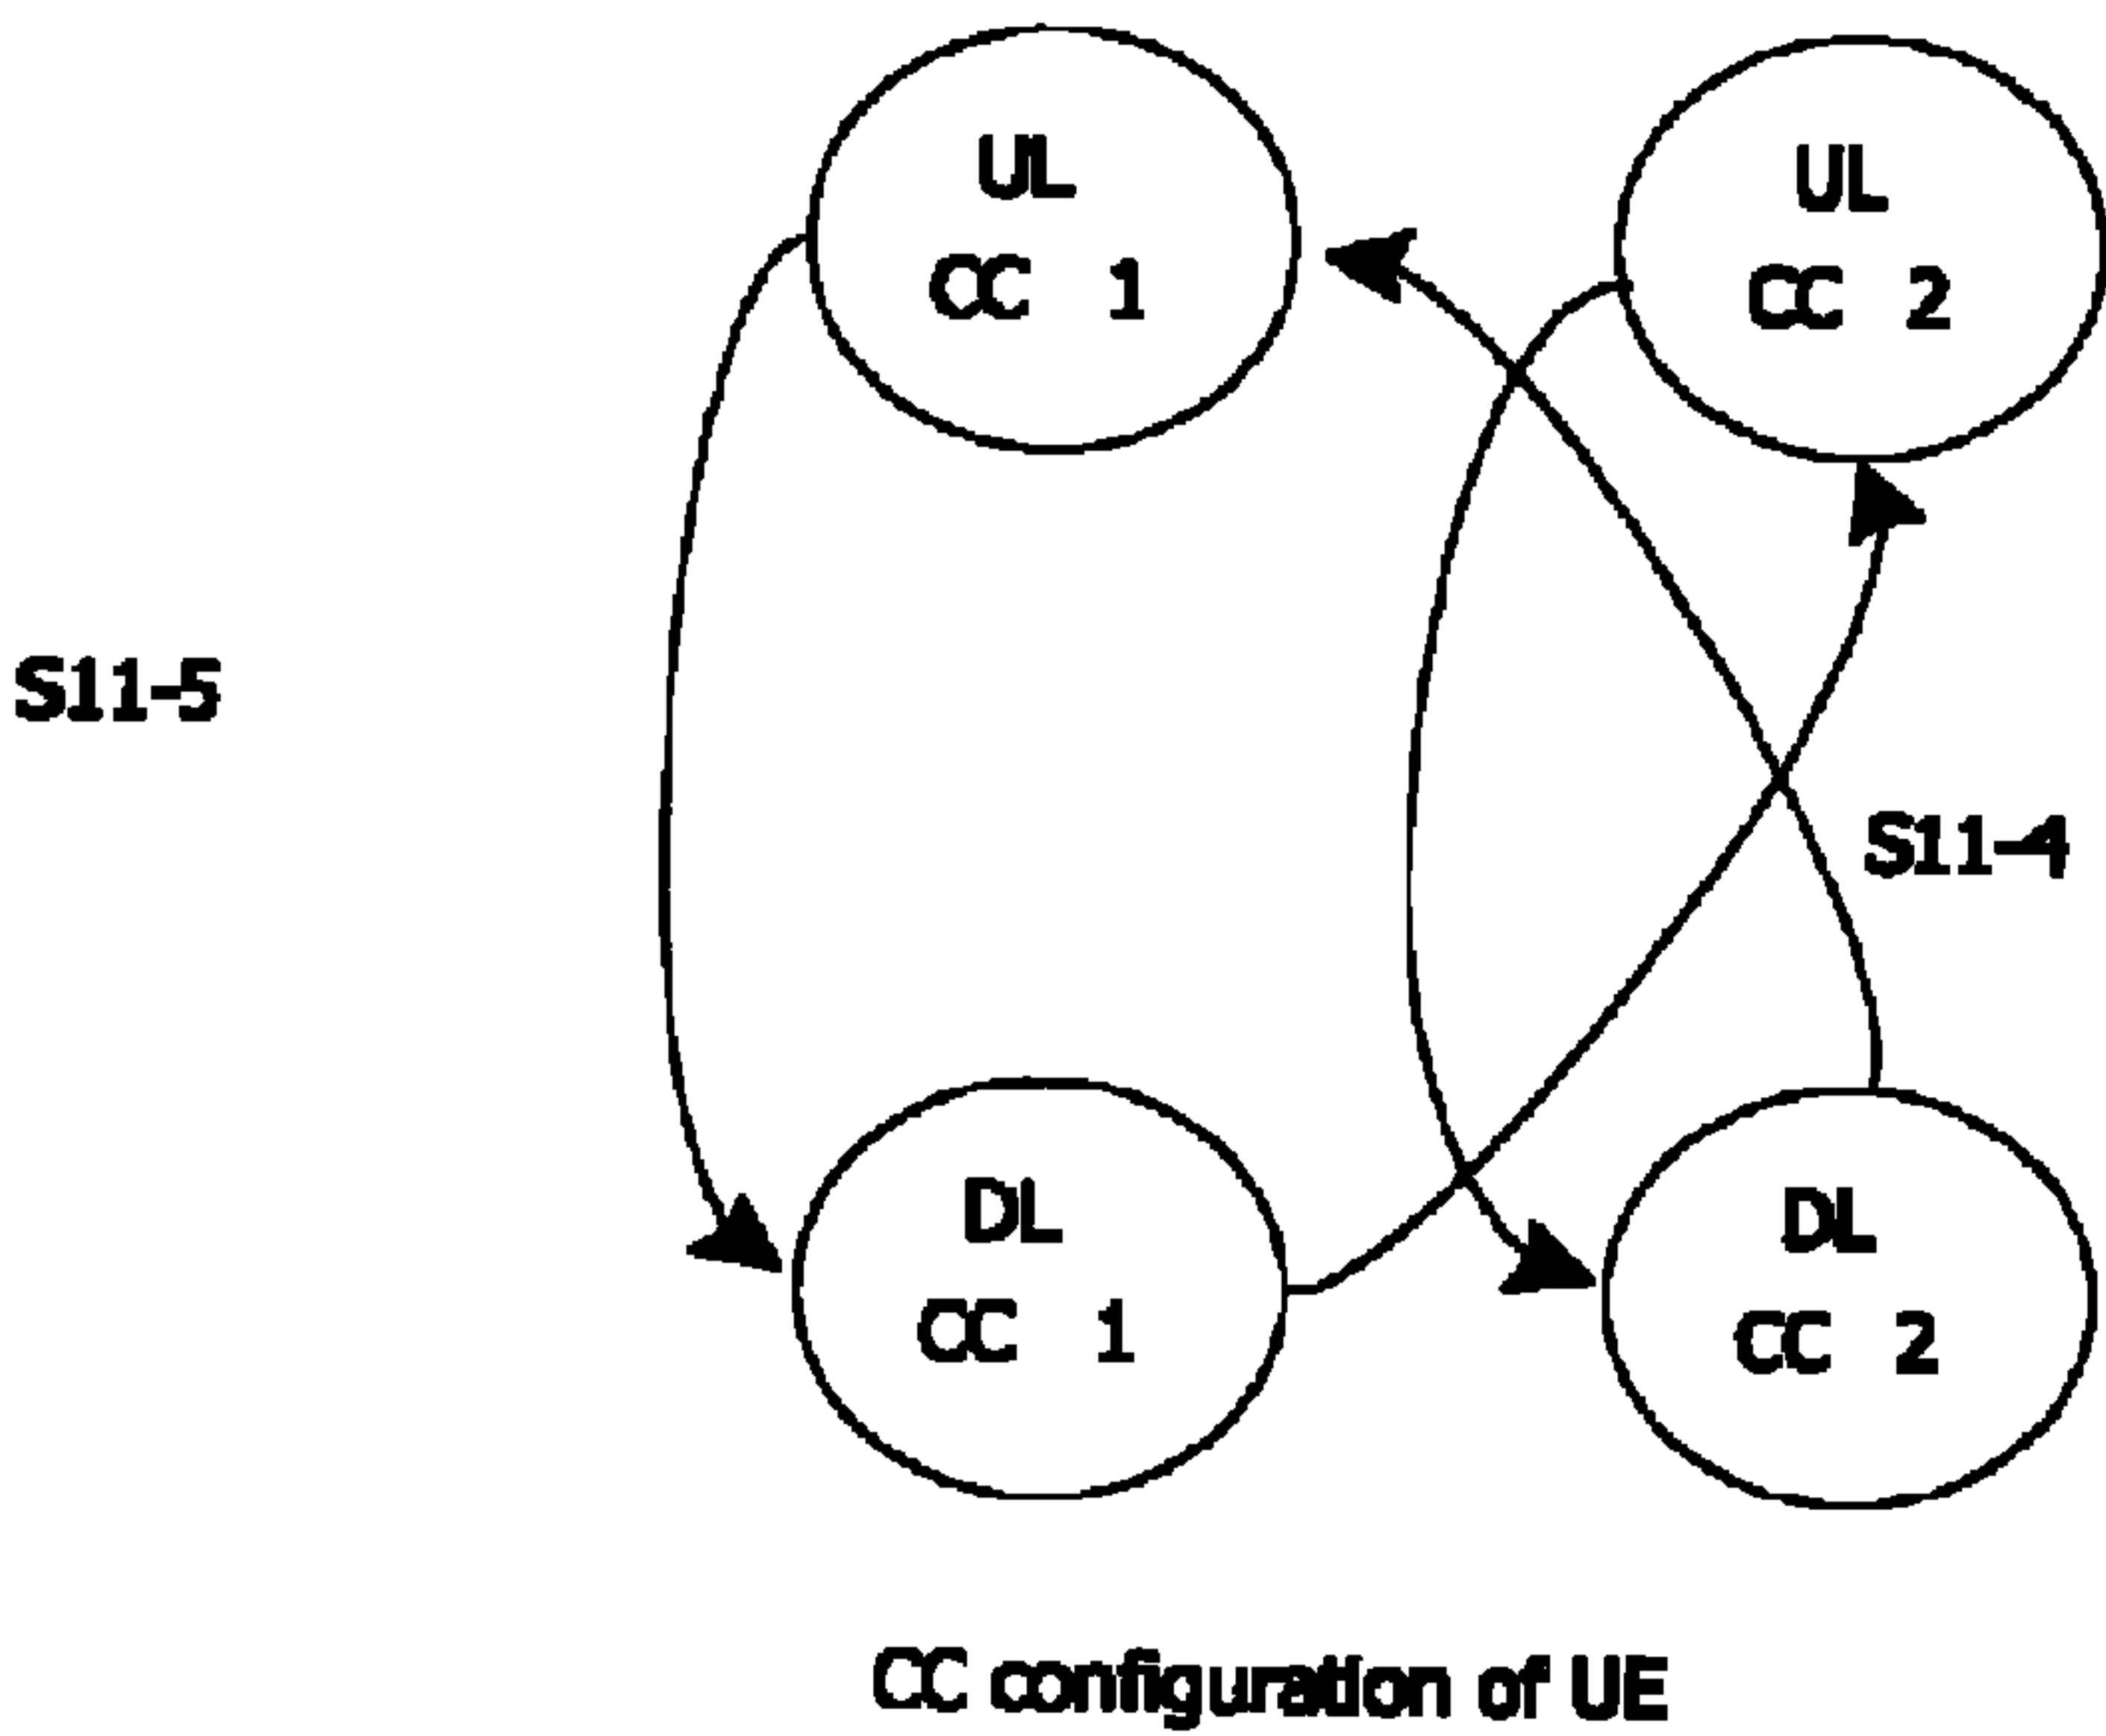 UL
CC 1
UL
CC 2
S11-5
S11-4
DL
CC 1
DL
CC 2
CC configuration of UE